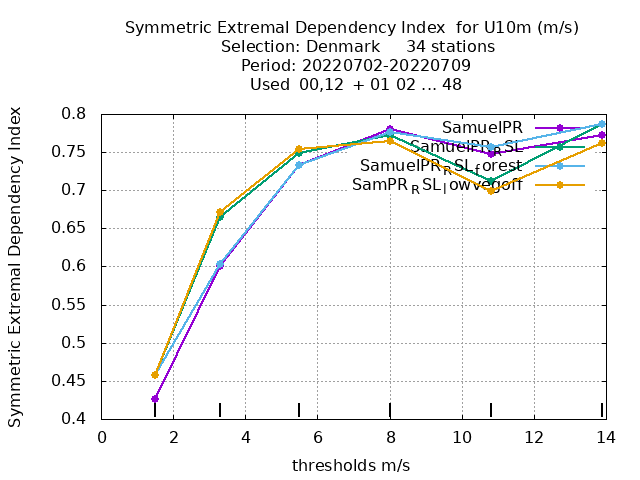 Symmetric Extremal Dependency Index for U10m (m/s)
Selection: Denmark 34 stations
Period: 20220702-20220709
Used 00,12 + 01 02 ... 48
Symmetric Extremal Dependency Index
0.8
0.75
0.7
0.65
0.6
0.55
0.5
0.45
0.4
SamuelPR
SamuelPR_RSL
SamuelPR_RSL_forest
SamPR_RSL_lowvegoff
0 2 4 6 8 10 12 14
thresholds m/s